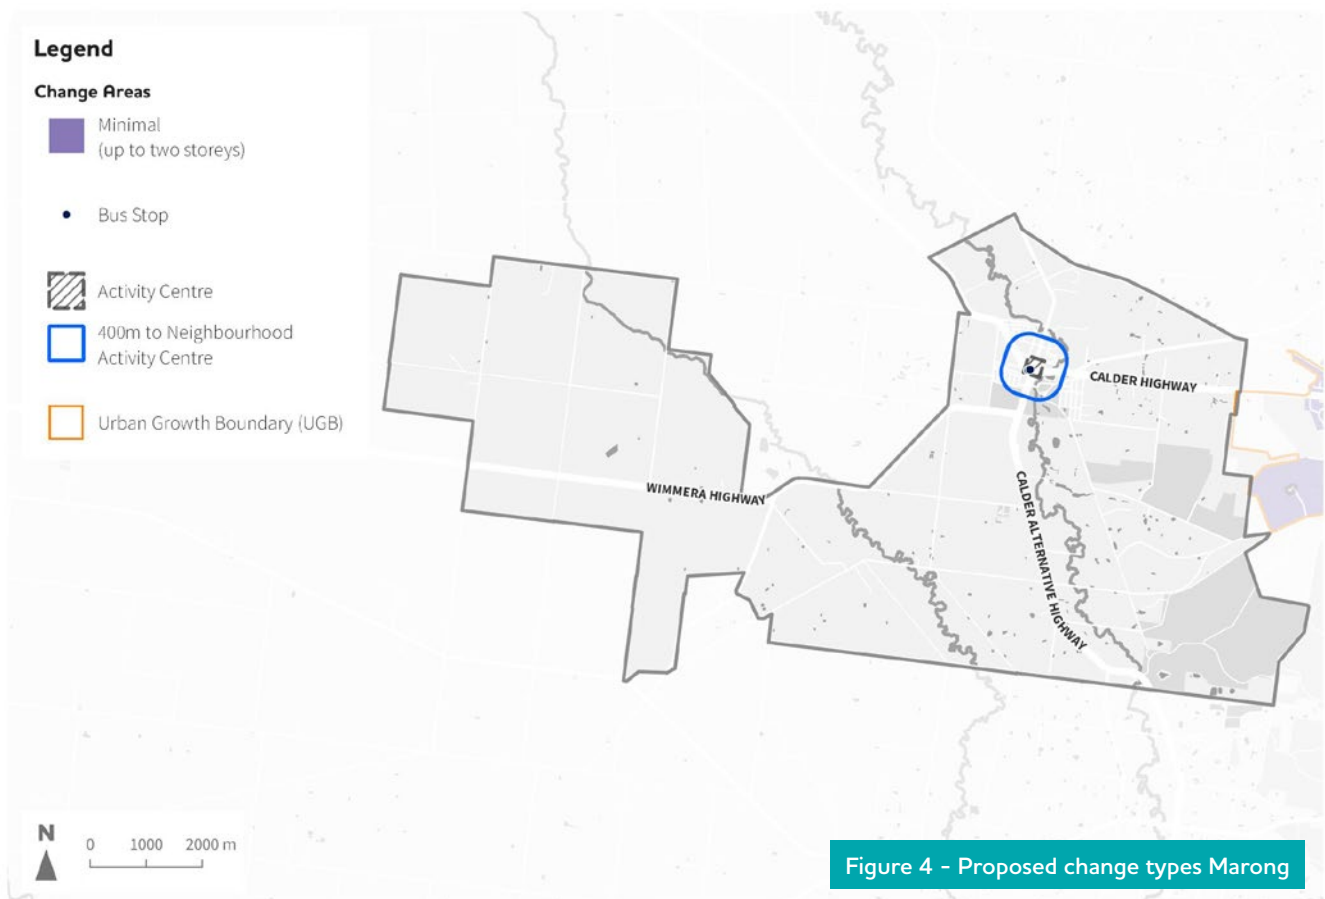 Legend
Change Areas
Minimal
(up to two storeys)
Bus Stop
Activity Centre
400m to Neighbourhood
Activity Centre
Urban Growth Boundary (UGB)
CALDER HIGHWAY
WIMMERA HIGHWAY
CALDER ALTERNATIVE HIGHWAY
N
0 1000 2000 m
Figure 4 - Proposed change types Marong